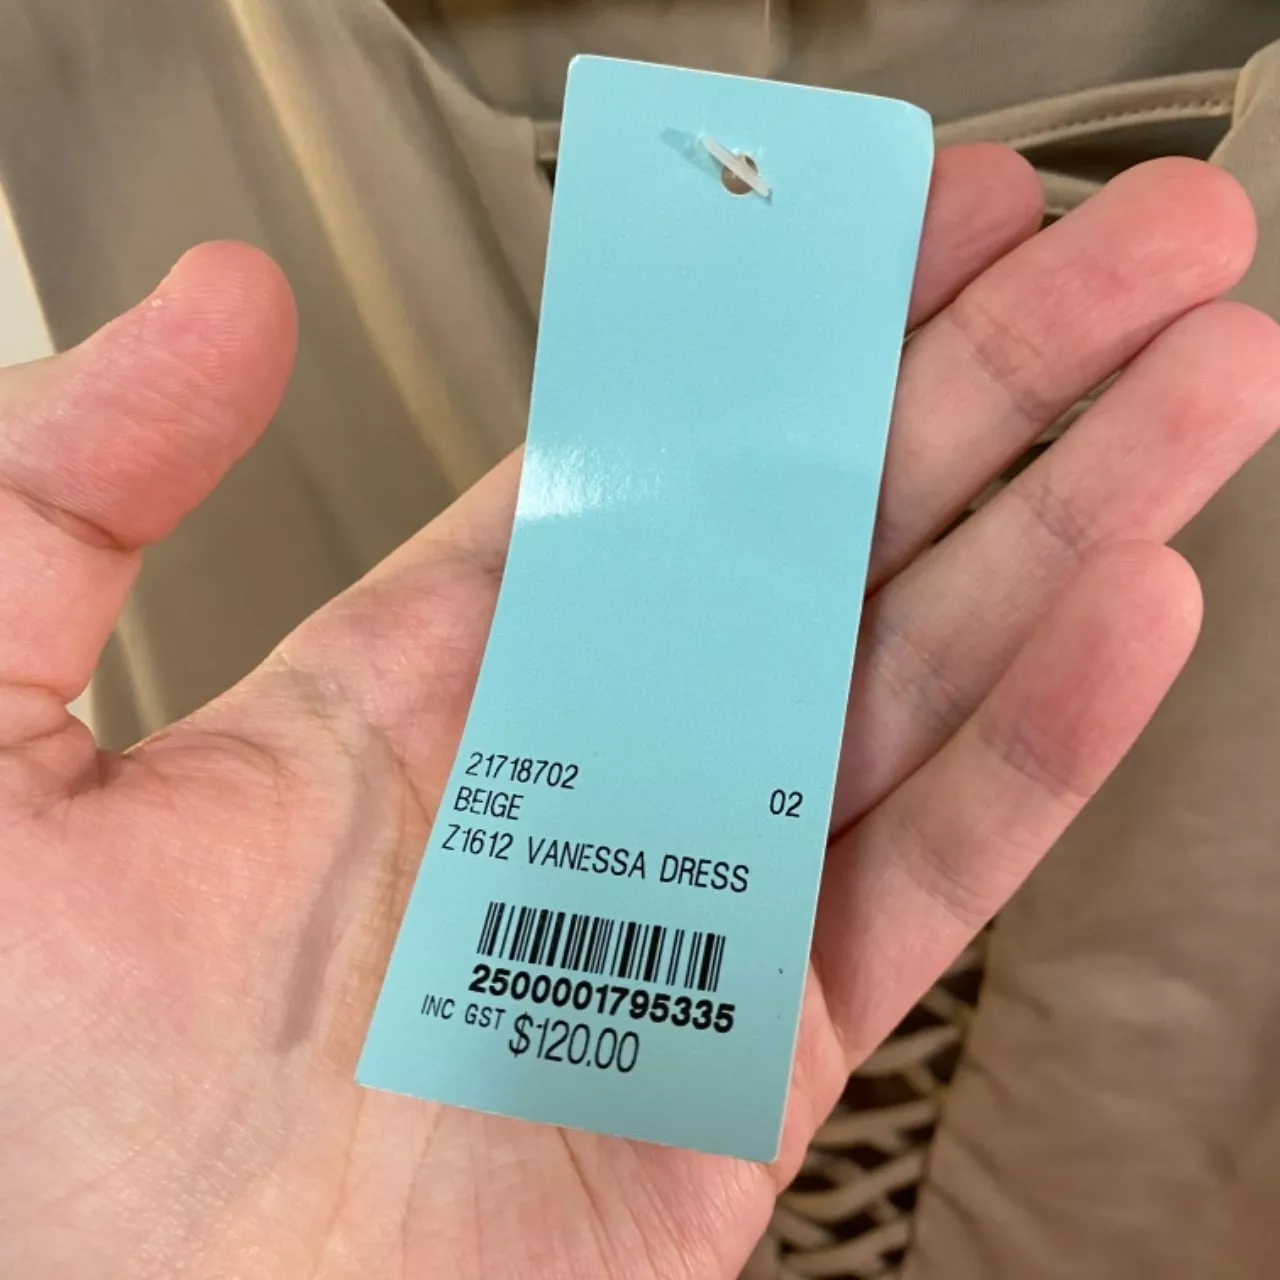 21718702 02
BEIGE
Z1612 VANESSA DRESS
2500001795335
INC GST $120.00